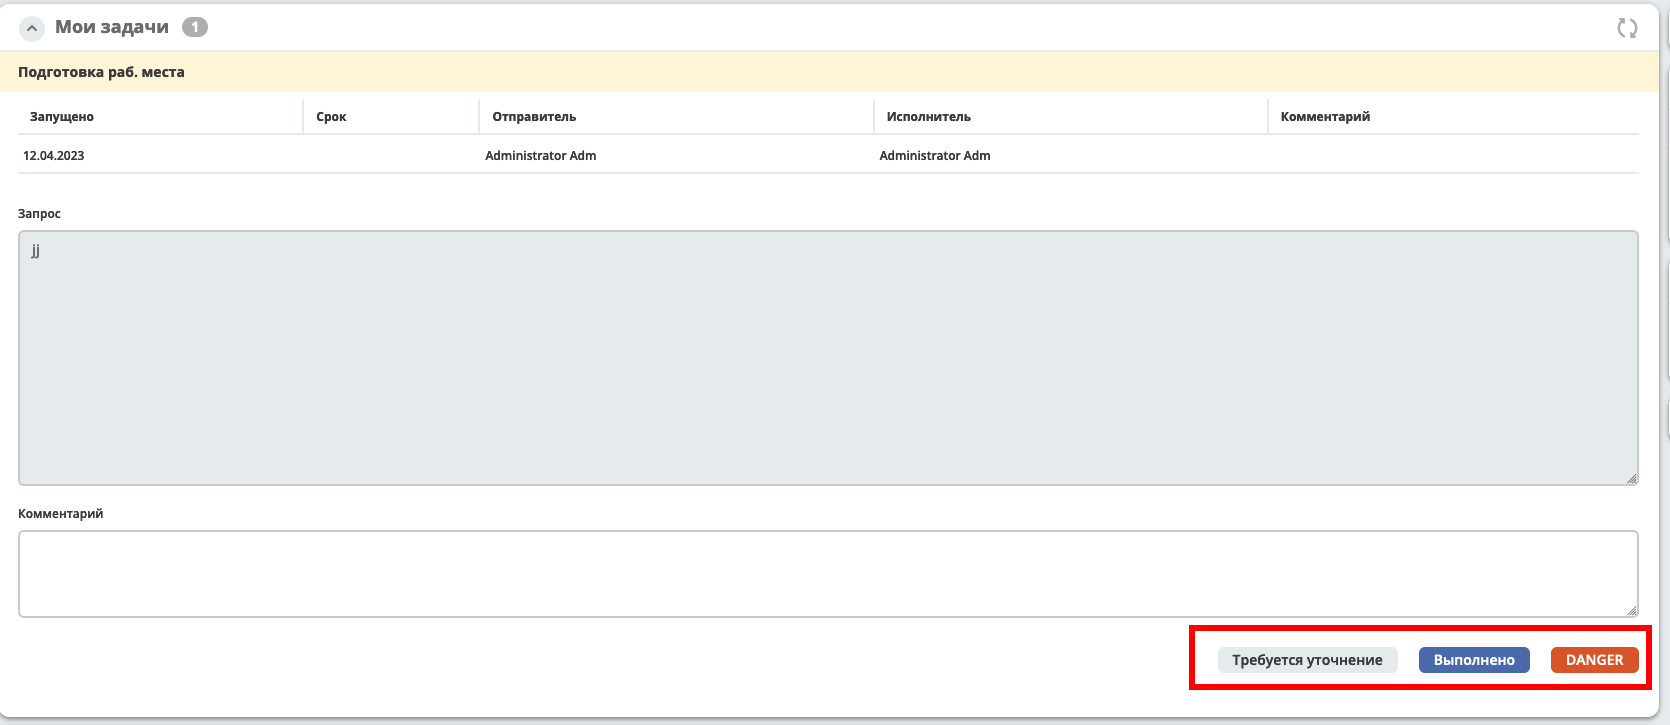 Мои задачи 1
Подготовка раб. места
Запущено Срок Отправитель Исполнитель Комментарий
12.04.2023 Administrator Adm Administrator Adm
Запрос
jj
Комментарий
Требуется уточнение Выполнено DANGER